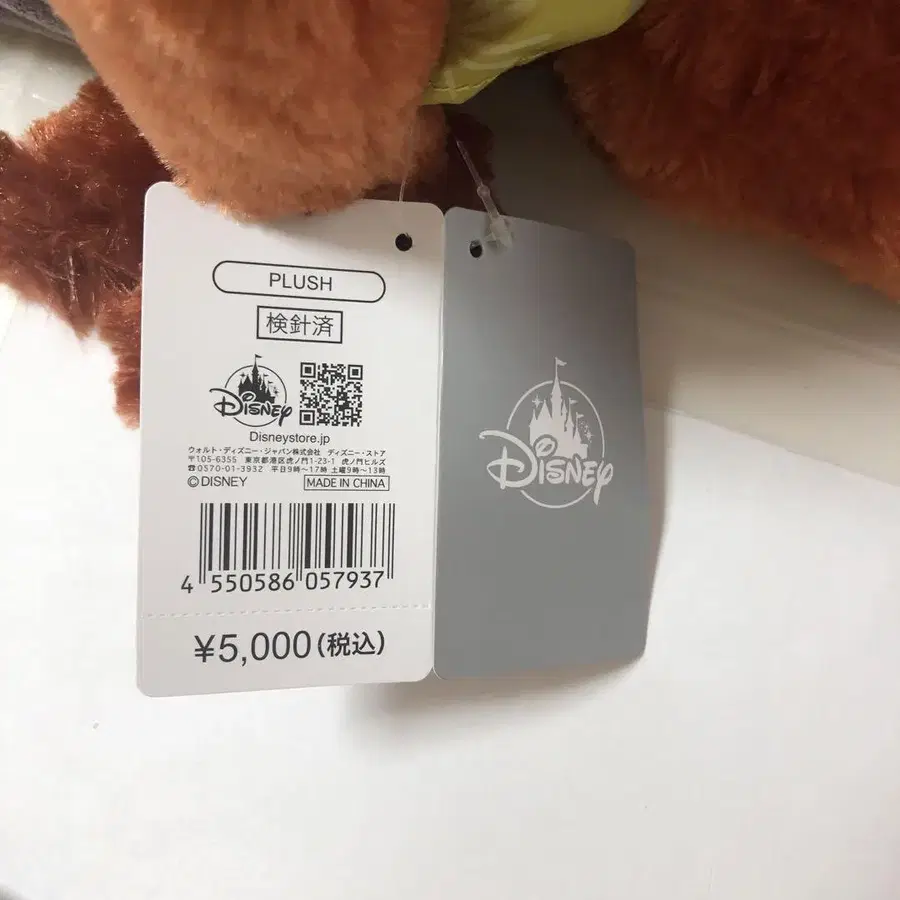 PLUSH
検針済
Disney
Disneystore.jp
ウォルト・ディズニー・ジャパン株式会社 ディズニー・ストア
〒105-6355 東京都港区虎ノ門1-23-1 虎ノ門ヒルズ
☎0570-01-3932 平日9時〜17時 土曜9時〜13時
©DISNEY MADE IN CHINA
4 550586 057937
¥5,000(税込)
Disney